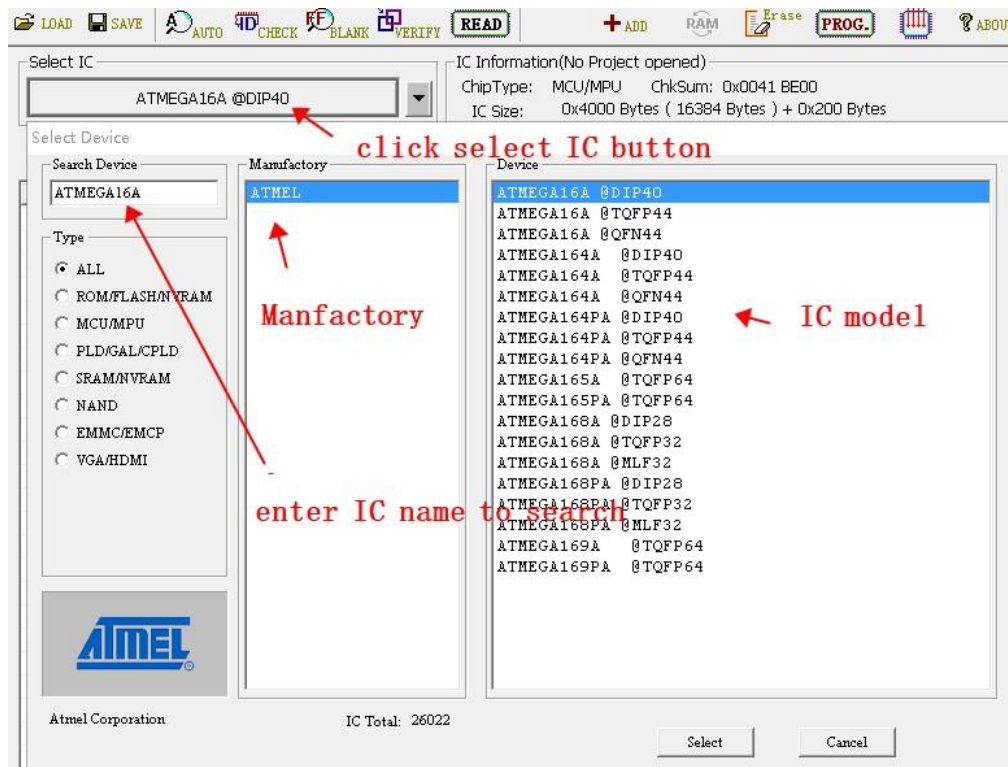 LOAD SAVE AUTO CHECK BLANK VERIFY READ ADD RAM Erase PROG. ABOU
Select IC
ATMEGA16A @DIP40
IC Information(No Project opened)
ChipType: MCU/MPU ChkSum: 0x0041 BE00
IC Size: 0x4000 Bytes ( 16384 Bytes ) + 0x200 Bytes
click select IC button
Select Device
Search Device
ATMEGA16A
Type
ALL
ROM/FLASH/NVRAM
MCU/MPU
PLD/GAL/CPLD
SRAM/NVRAM
NAND
EMMC/EMCP
VGA/HDMI
enter IC name to search
Manufactory
ATMEL
Manfactory
Device
ATMEGA16A @DIP40
ATMEGA16A @TQFP44
ATMEGA16A @QFN44
ATMEGA164A @DIP40
ATMEGA164A @TQFP44
ATMEGA164A @QFN44
ATMEGA164PA @DIP40
ATMEGA164PA @TQFP44
ATMEGA164PA @QFN44
ATMEGA165A @TQFP64
ATMEGA165PA @TQFP64
ATMEGA168A @DIP28
ATMEGA168A @TQFP32
ATMEGA168A @MLF32
ATMEGA168PA @DIP28
ATMEGA168PA @TQFP32
ATMEGA168PA @MLF32
ATMEGA169A @TQFP64
ATMEGA169PA @TQFP64
IC model
ATMEL
Atmel Corporation
IC Total: 26022
Select
Cancel